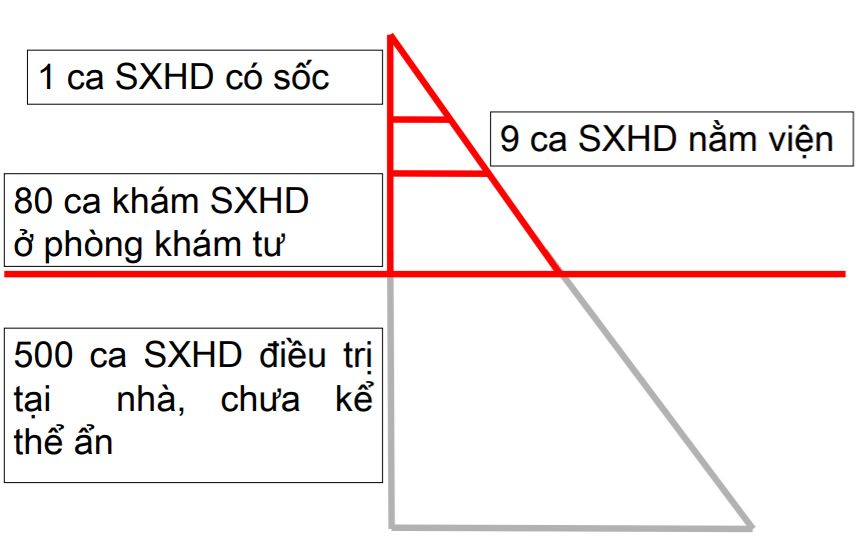 1 ca SXHD có sốc
9 ca SXHD nằm viện
80 ca khám SXHD
ở phòng khám tư
500 ca SXHD điều trị
tại nhà, chưa kể
thể ẩn